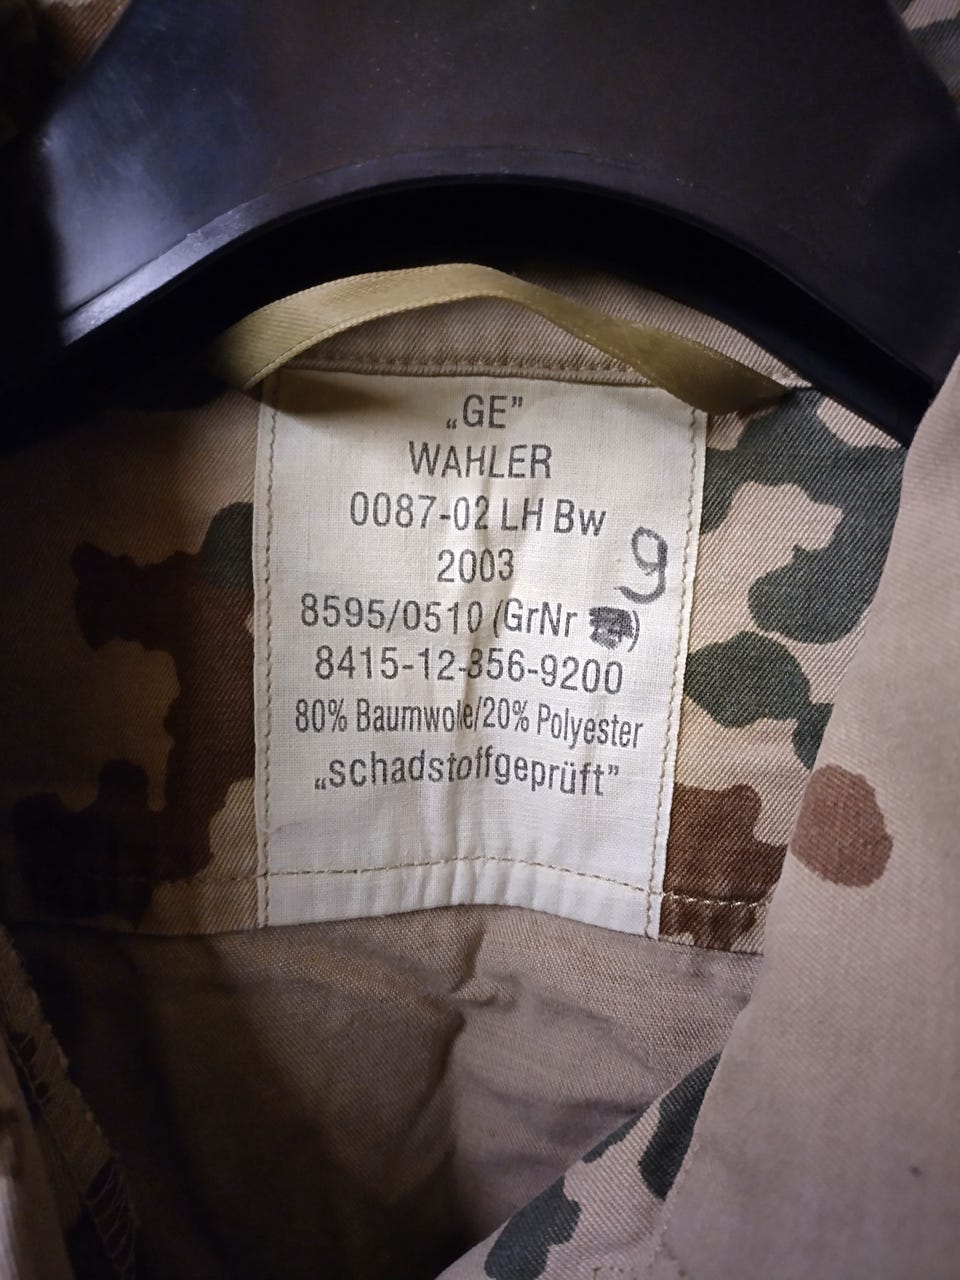 „GE”
WAHLER
0087-02 LH Bw
2003
9
8595/0510 (GrNr )
8415-12-356-9200
80% Baumwolle/20% Polyester
„schadstoffgeprüft”